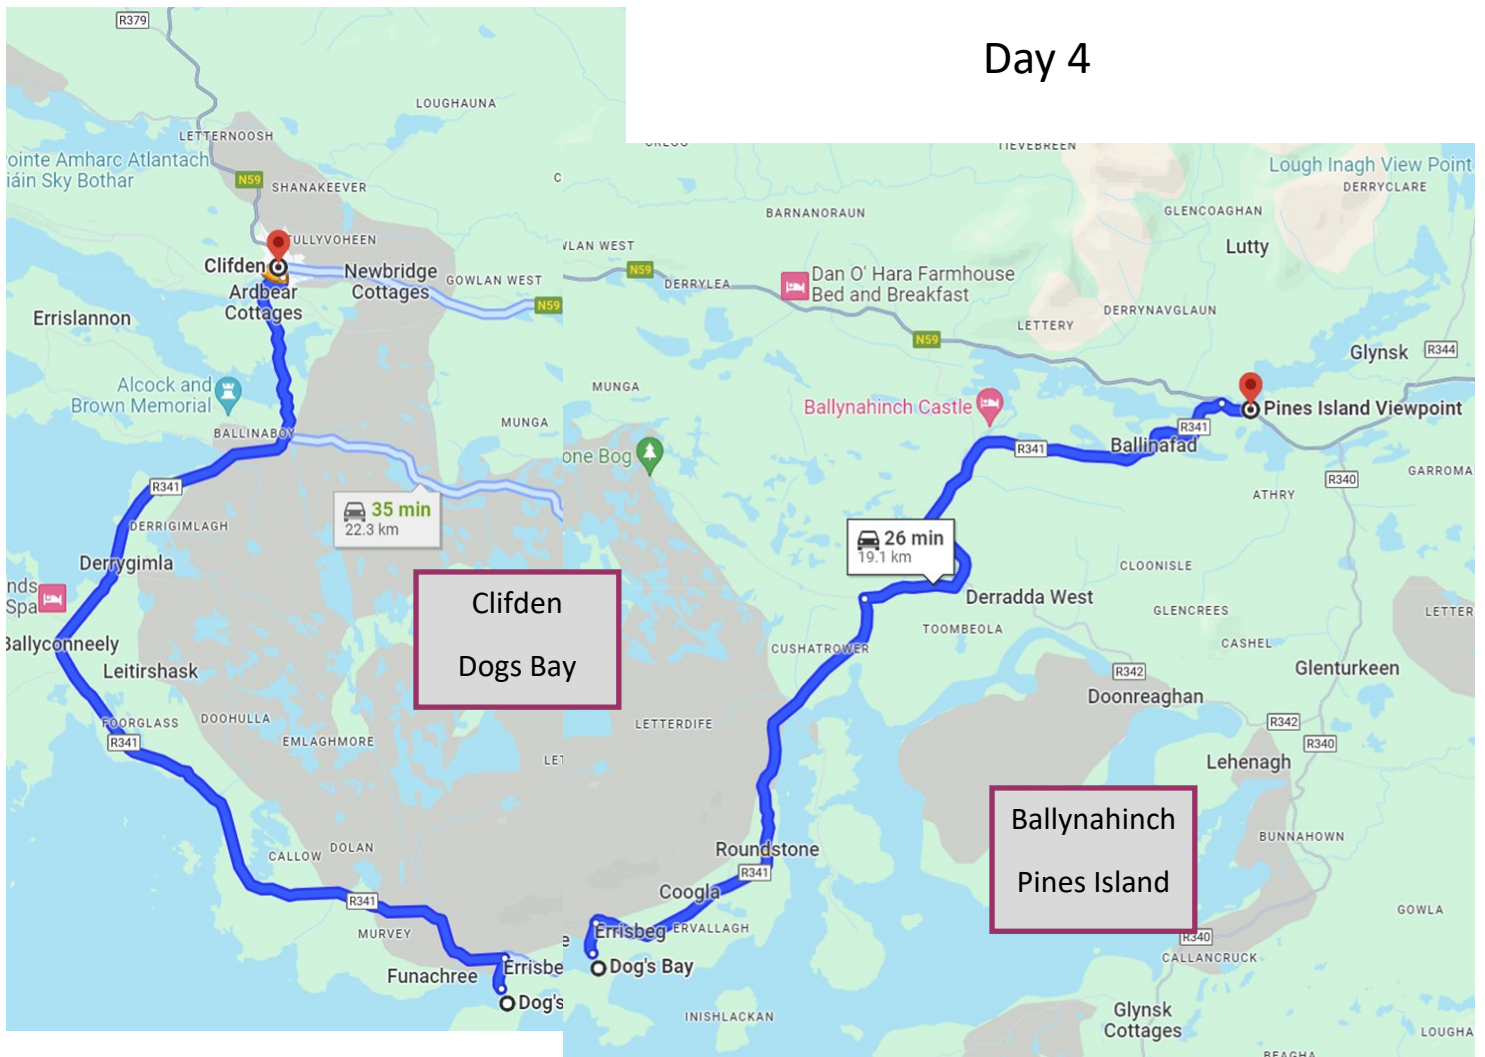 Day 4
R379
LOUGHAUNA
LETTERNOOSH
ointe Amharc Atlantach
iáin Sky Bothar
N59
SHANAKEEVER
TULLYVOHEEN
Clifden
Newbridge
Cottages
GOWLAN WEST
Ardbear
Cottages
N59
Errislannon
Alcock and
Brown Memorial
BALLINABOY
MUNGA
R341
35 min
22.3 km
DERRIGIMLAGH
Derrygimla
nds
Spa
Ballyconneely
Leitirshask
Clifden
Dogs Bay
FOORGLASS
DOOHULLA
R341
EMLAGHMORE
LET
CALLOW
DOLAN
R341
MURVEY
Funachree
Errisbe
Dog's
TIEVEBREEN
Lough Inagh View Point
DERRYCLARE
BARNANORAUN
GLENCOAGHAN
VLAN WEST
Lutty
N59
DERRYLEA
Dan O' Hara Farmhouse
Bed and Breakfast
LETTERY
DERRYNAVGLAUN
N59
Glynsk
R344
MUNGA
Ballynahinch Castle
Pines Island Viewpoint
R341
Ballinafad
R341
one Bog
R340
GARROMA
ATHRY
26 min
19.1 km
CLOONISLE
Derradda West
GLENCREES
LETTER
TOOMBEOLA
CUSHATROWER
CASHEL
R342
Glenturkeen
Doonreaghan
LETTERDIFE
R342
R340
Lehenagh
Ballynahinch
Pines Island
BUNNAHOWN
Roundstone
R341
Coogla
GOWLA
Errisbeg
ERVALLAGH
R340
CALLANCRUCK
Dog's Bay
INISHLACKAN
Glynsk
Cottages
LOUGHA